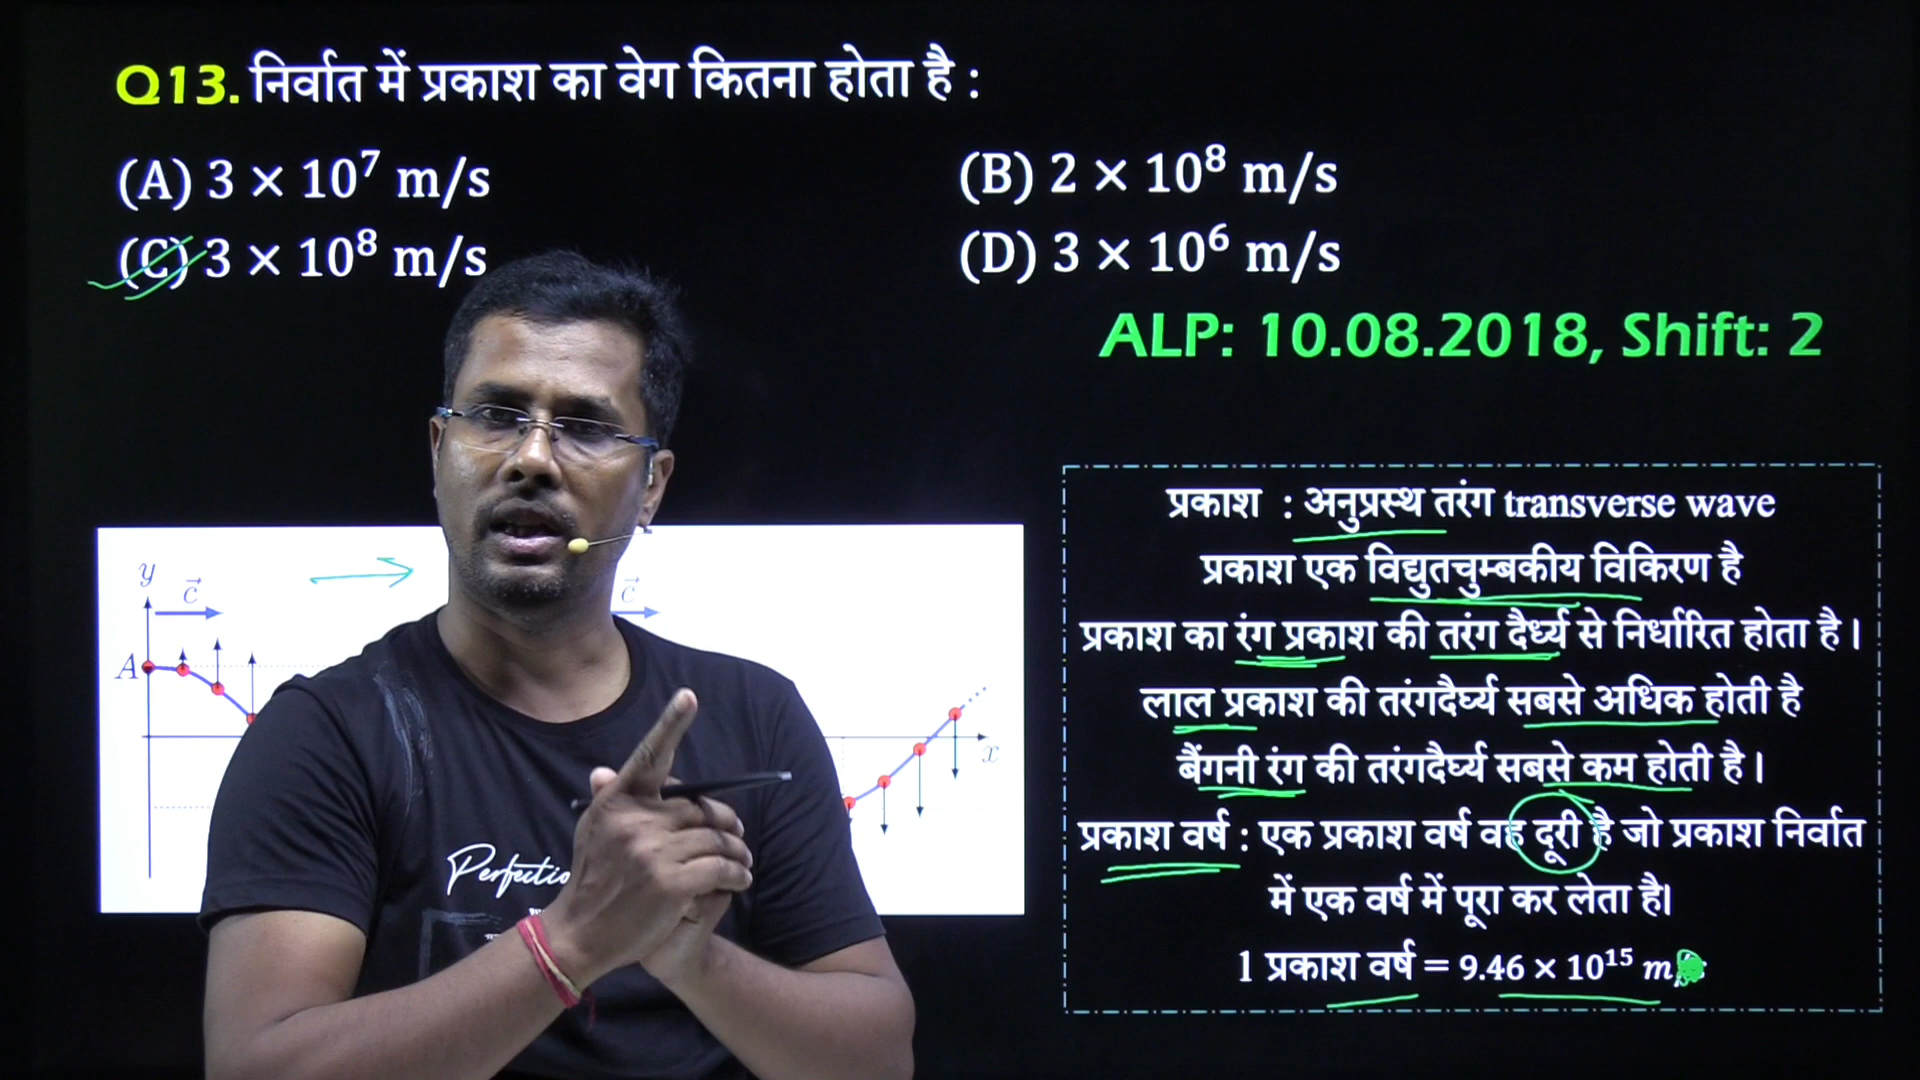 Q13. निर्वात में प्रकाश का वेग कितना होता है :
(A) 3 × 10⁷ m/s
(B) 2 × 10⁸ m/s
(C) 3 × 10⁸ m/s
(D) 3 × 10⁶ m/s
ALP: 10.08.2018, Shift: 2
प्रकाश : अनुप्रस्थ तरंग transverse wave
प्रकाश एक विद्युतचुम्बकीय विकिरण है
प्रकाश का रंग प्रकाश की तरंग दैर्ध्य से निर्धारित होता है।
लाल प्रकाश की तरंगदैर्घ्य सबसे अधिक होती है
बैंगनी रंग की तरंगदैर्घ्य सबसे कम होती है।
प्रकाश वर्ष : एक प्रकाश वर्ष वह दूरी है जो प्रकाश निर्वात
में एक वर्ष में पूरा कर लेता है।
1 प्रकाश वर्ष = 9.46 × 10¹⁵ m
y
c⃗
c⃗
A
x